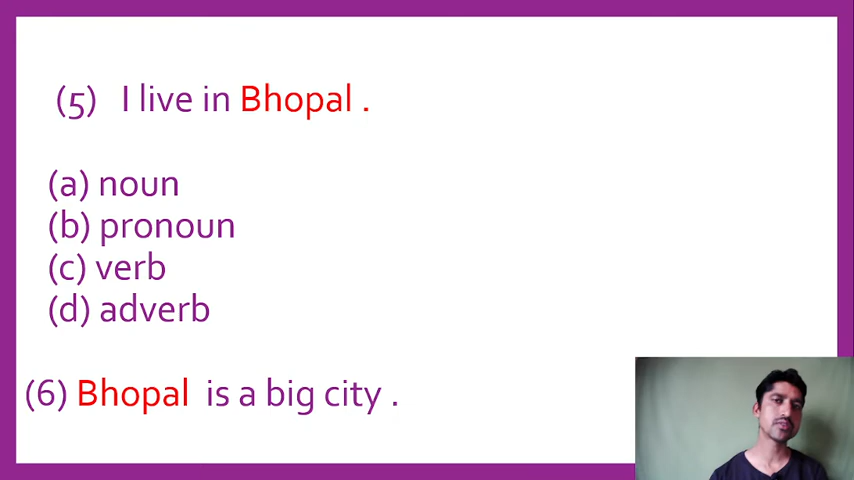 (5) I live in Bhopal .
(a) noun
(b) pronoun
(c) verb
(d) adverb
(6) Bhopal is a big city .